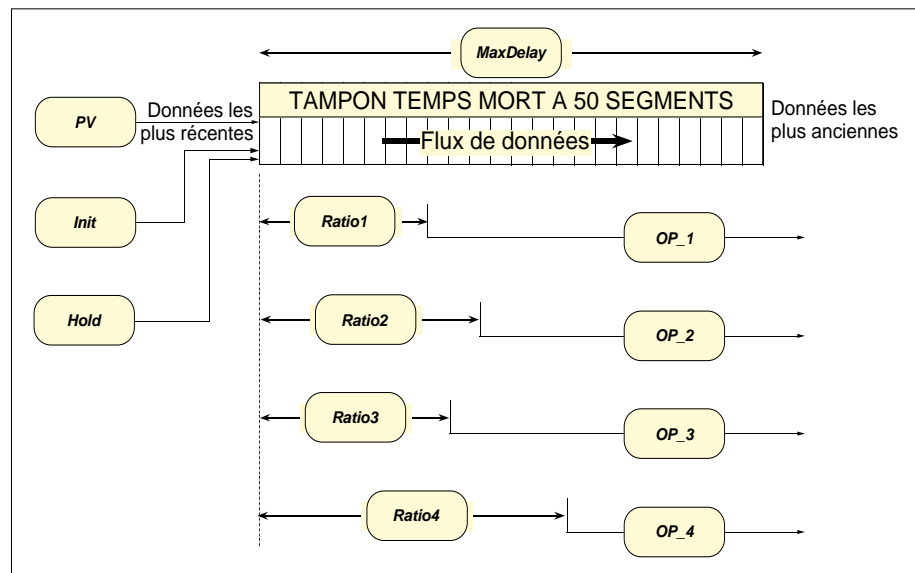 MaxDelay
PV
Données les
plus récentes
TAMPON TEMPS MORT A 50 SEGMENTS
Données les
plus anciennes
Flux de données
Init
Ratio1
OP_1
Hold
Ratio2
OP_2
Ratio3
OP_3
Ratio4
OP_4